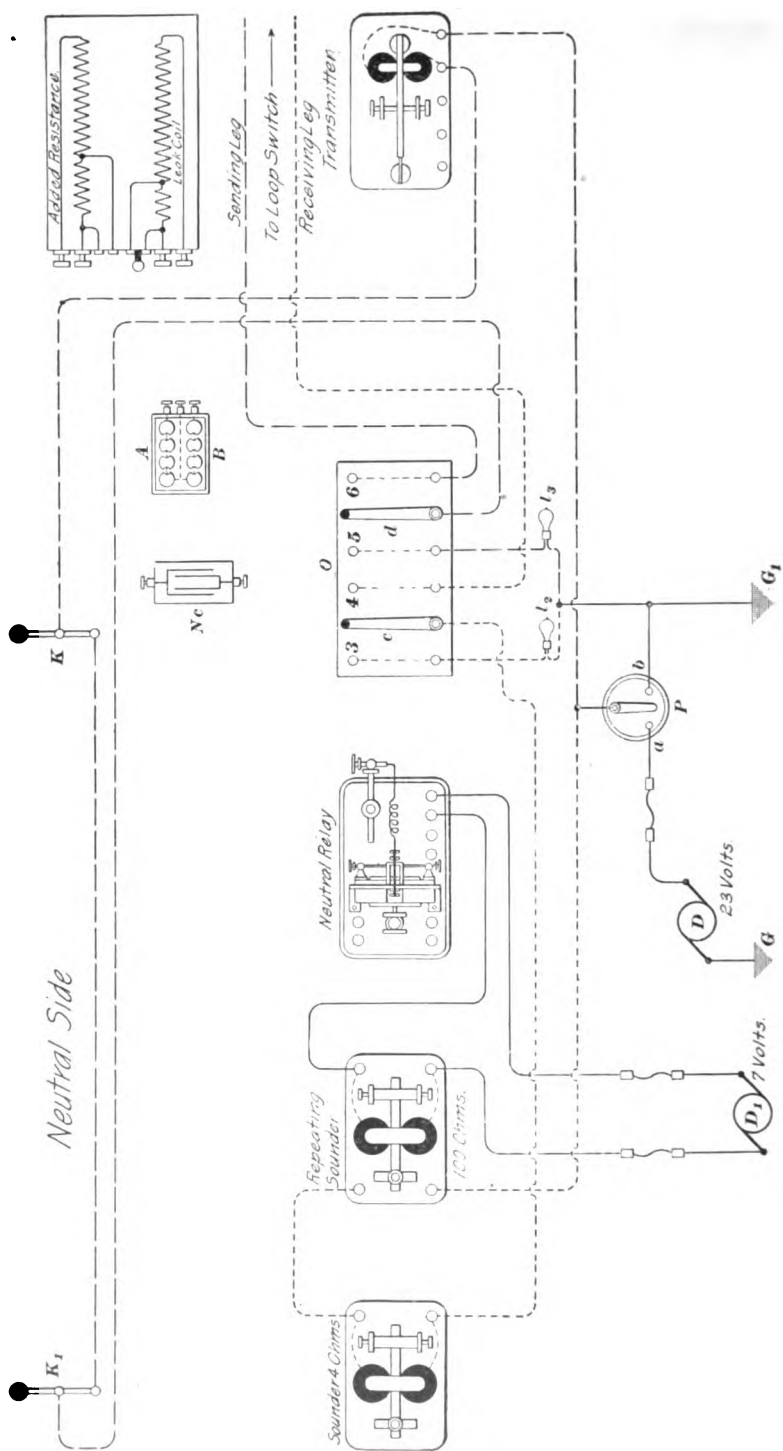 Neutral Side
Added Resistance.
Leak Coil
Sending Leg
To Loop Switch
Receiving Leg
Transmitter.
K
K1
A
B
Nc
O
3
4
5
6
c
d
l2
l3
Neutral Relay
Repeating
Sounder
100 Ohms.
Sounder 4 Ohms
a
b
P
D
23 Volts.
G
G1
D1
7 Volts.